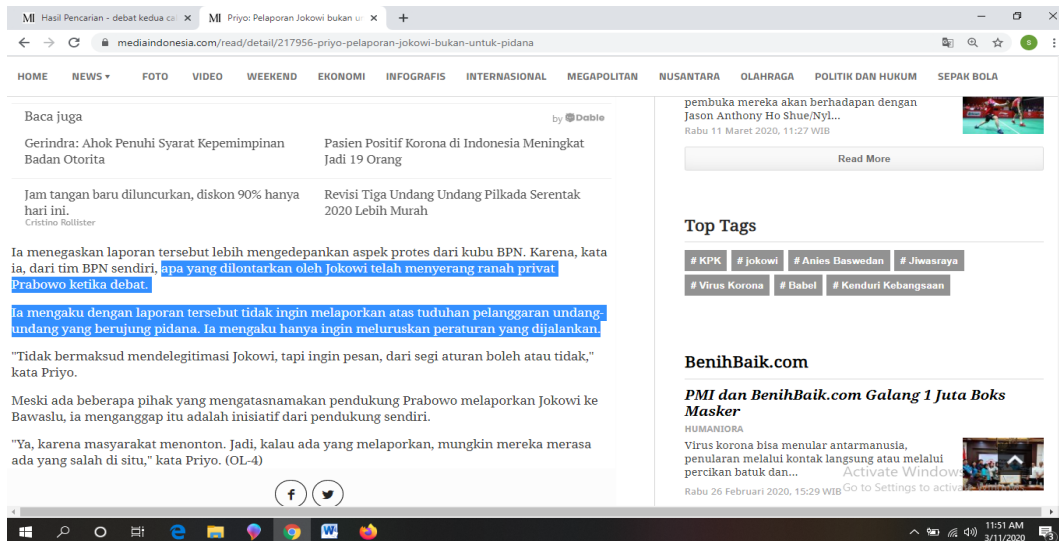 MI Hasil Pencarian - debat kedua cal
MI Priyo: Pelaporan Jokowi bukan un
mediaindonesia.com/read/detail/217956-priyo-pelaporan-jokowi-bukan-untuk-pidana
s
HOME NEWS FOTO VIDEO WEEKEND EKONOMI INFOGRAFIS INTERNASIONAL MEGAPOLITAN NUSANTARA OLAHRAGA POLITIK DAN HUKUM SEPAK BOLA
Baca juga
by Dable
Gerindra: Ahok Penuhi Syarat Kepemimpinan
Badan Otorita
Pasien Positif Korona di Indonesia Meningkat
Jadi 19 Orang
Jam tangan baru diluncurkan, diskon 90% hanya
hari ini.
Cristino Rollister
Revisi Tiga Undang Undang Pilkada Serentak
2020 Lebih Murah
Ia menegaskan laporan tersebut lebih mengedepankan aspek protes dari kubu BPN. Karena, kata
ia, dari tim BPN sendiri, apa yang dilontarkan oleh Jokowi telah menyerang ranah privat
Prabowo ketika debat.
Ia mengaku dengan laporan tersebut tidak ingin melaporkan atas tuduhan pelanggaran undang-
undang yang berujung pidana. Ia mengaku hanya ingin meluruskan peraturan yang dijalankan.
"Tidak bermaksud mendelegitimasi Jokowi, tapi ingin pesan, dari segi aturan boleh atau tidak,"
kata Priyo.
Meski ada beberapa pihak yang mengatasnamakan pendukung Prabowo melaporkan Jokowi ke
Bawaslu, ia menganggap itu adalah inisiatif dari pendukung sendiri.
"Ya, karena masyarakat menonton. Jadi, kalau ada yang melaporkan, mungkin mereka merasa
ada yang salah di situ," kata Priyo. (OL-4)
pembuka mereka akan berhadapan dengan
Jason Anthony Ho Shue/Nyl...
Rabu 11 Maret 2020, 11:27 WIB
Read More
Top Tags
# KPK # jokowi # Anies Baswedan # Jiwasraya
# Virus Korona # Babel # Kenduri Kebangsaan
BenihBaik.com
PMI dan BenihBaik.com Galang 1 Juta Boks
Masker
HUMANIORA
Virus korona bisa menular antarmanusia,
penularan melalui kontak langsung atau melalui
percikan batuk dan...
Rabu 26 Februari 2020, 15:29 WIB
Activate Windows
Go to Settings to activate
11:51 AM
3/11/2020
3